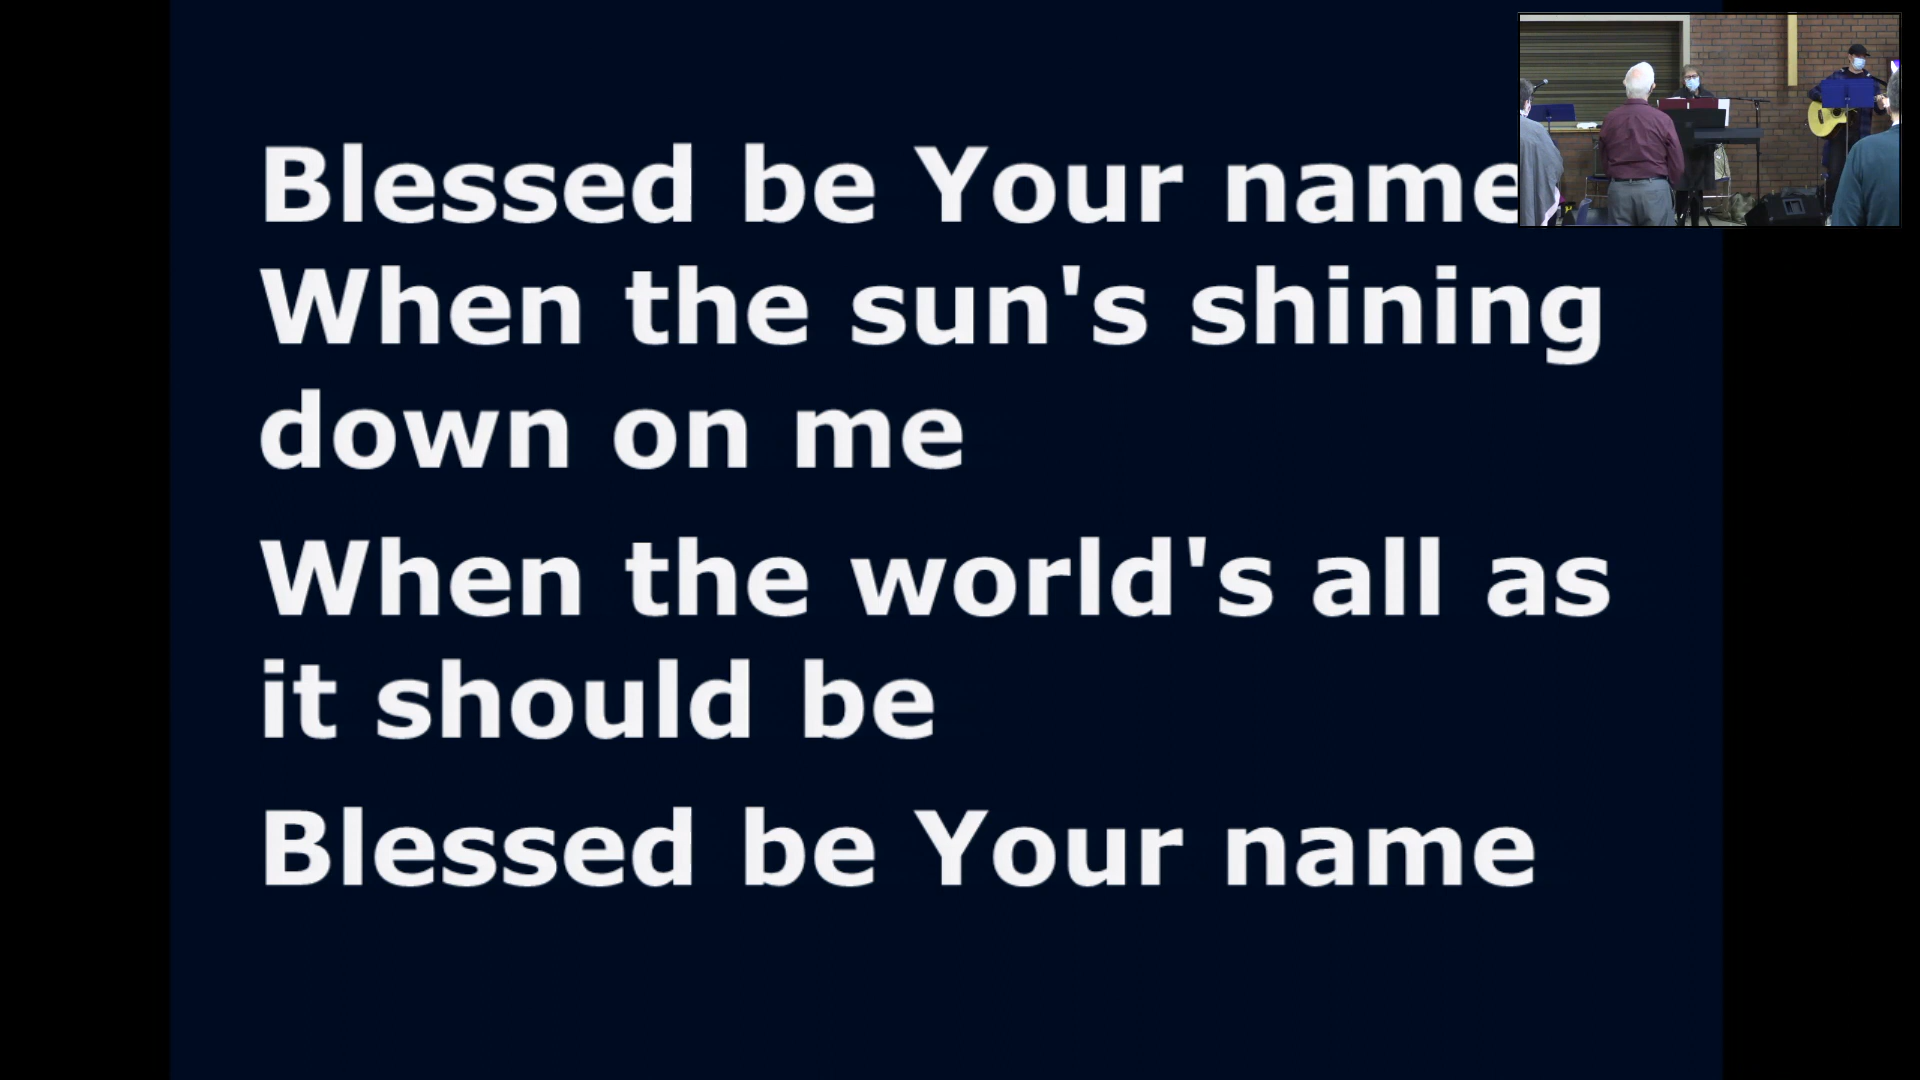 Blessed be Your name
When the sun's shining
down on me
When the world's all as
it should be
Blessed be Your name